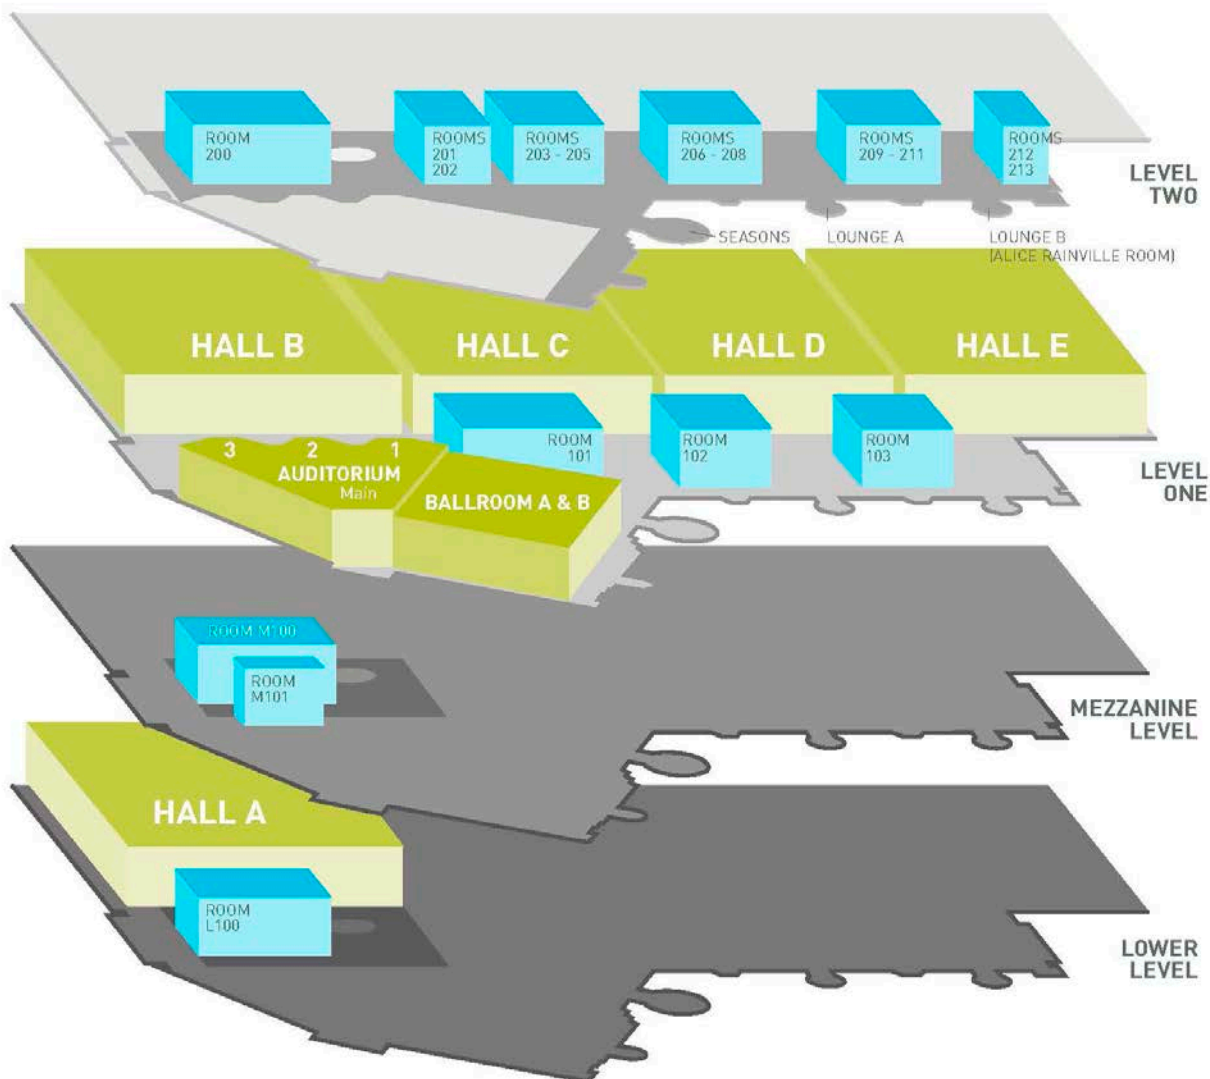 ROOM
200
ROOMS
201
202
ROOMS
203 - 205
ROOMS
206 - 208
ROOMS
209 - 211
ROOMS
212
213
LEVEL
TWO
SEASONS
LOUNGE A
LOUNGE B
(ALICE RAINVILLE ROOM)
HALL B
HALL C
HALL D
HALL E
ROOM
101
ROOM
102
ROOM
103
3
2
1
AUDITORIUM
Main
BALLROOM A & B
LEVEL
ONE
ROOM M100
ROOM
M101
MEZZANINE
LEVEL
HALL A
ROOM
L100
LOWER
LEVEL